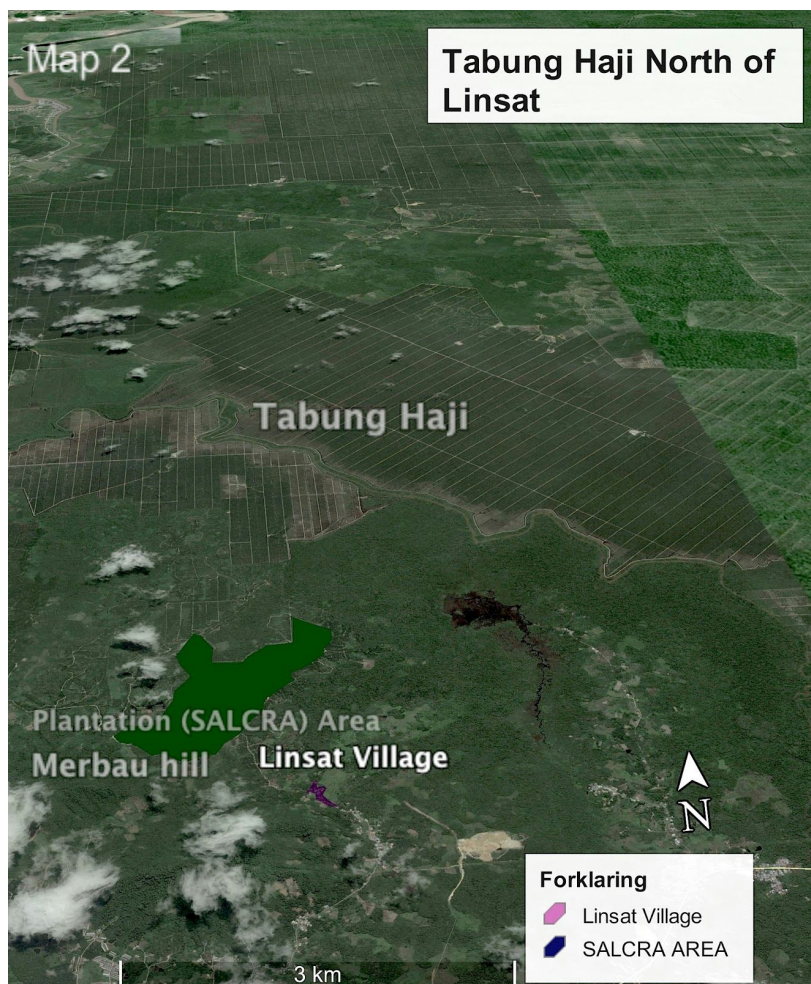 Map 2
Tabung Haji North of
Linsat
Tabung Haji
Plantation (SALCRA) Area
Merbau hill
Linsat Village
N
Forklaring
Linsat Village
SALCRA AREA
3 km